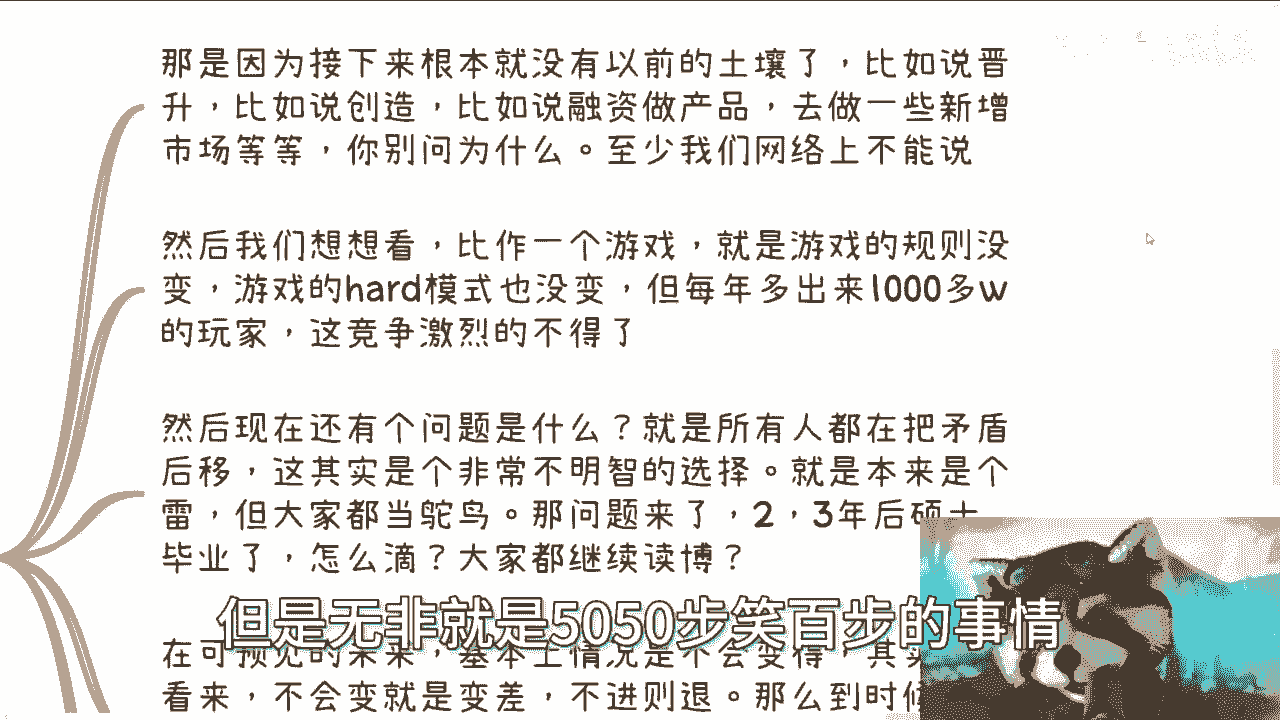 那是因为接下来根本就没有以前的土壤了，比如说晋
升，比如说创造，比如说融资做产品，去做一些新增
市场等等，你别问为什么。至少我们网络上不能说
然后我们想想看，比作一个游戏，就是游戏的规则没
变，游戏的hard模式也没变，但每年多出来1000多w
的玩家，这竞争激烈的不得了
然后现在还有个问题是什么？就是所有人都在把矛盾
后移，这其实是个非常不明智的选择。就是本来是个
雷，但大家都当鸵鸟。那问题来了，2，3年后硕士
毕业了，怎么滴？大家都继续读博？
但是无非就是5050步笑百步的事情
在可预见的未来，基本上情况是不会变得，其实
看来，不会变就是变差，不进则退。那么到时候